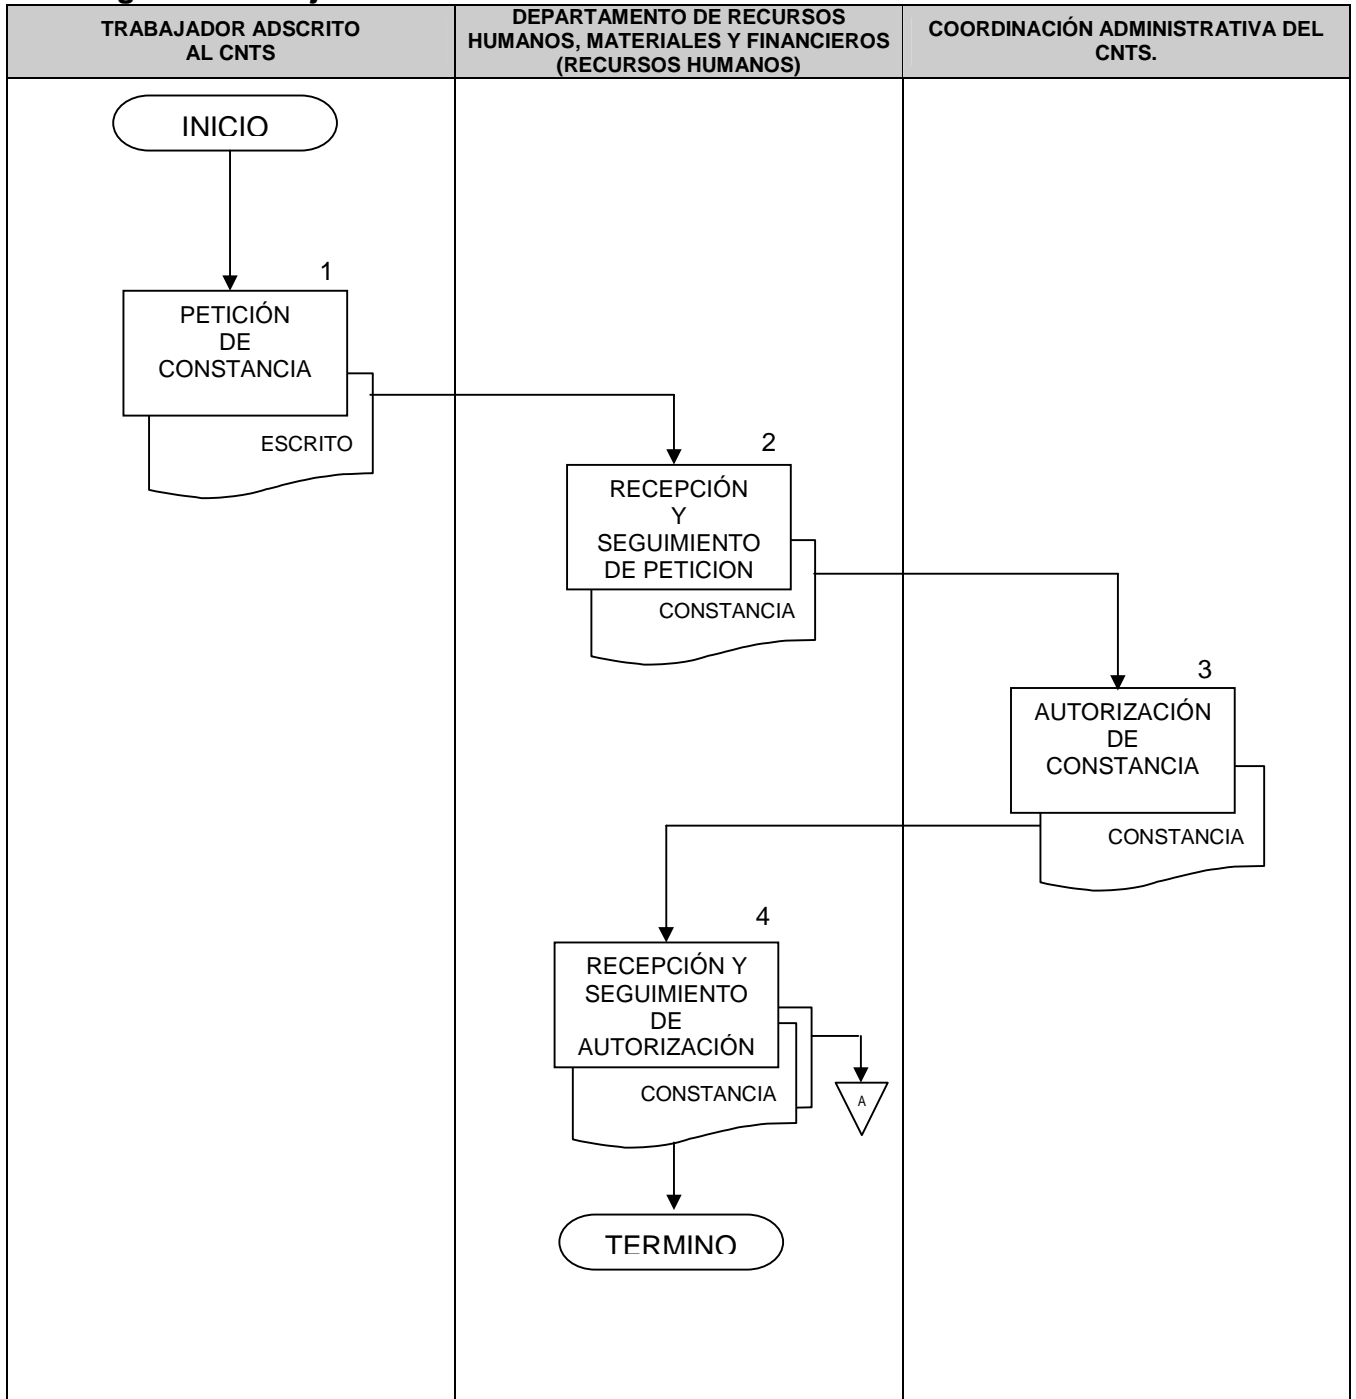 TRABAJADOR ADSCRITO
AL CNTS
DEPARTAMENTO DE RECURSOS
HUMANOS, MATERIALES Y FINANCIEROS
(RECURSOS HUMANOS)
COORDINACIÓN ADMINISTRATIVA DEL
CNTS.
INICIO
1
PETICIÓN
DE
CONSTANCIA
ESCRITO
2
RECEPCIÓN
Y
SEGUIMIENTO
DE PETICION
CONSTANCIA
3
AUTORIZACIÓN
DE
CONSTANCIA
CONSTANCIA
4
RECEPCIÓN Y
SEGUIMIENTO
DE
AUTORIZACIÓN
CONSTANCIA
A
TERMINO